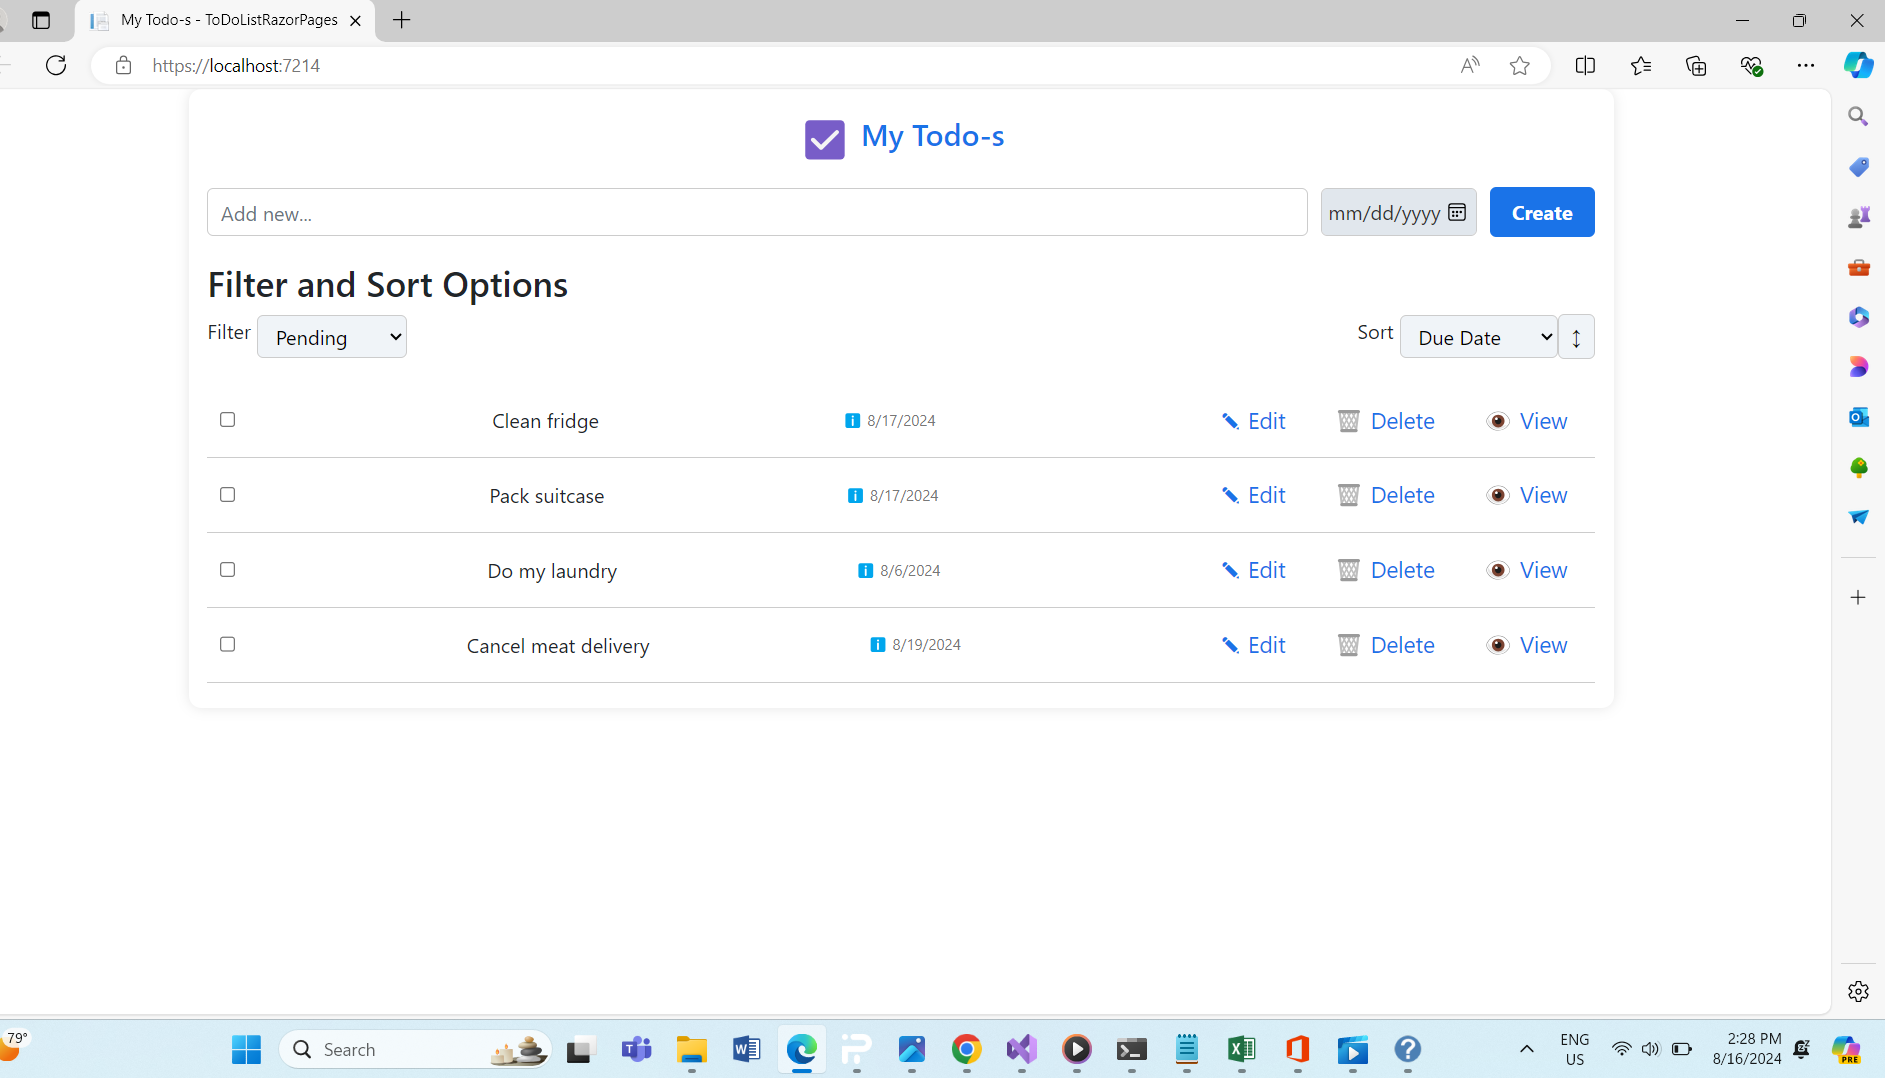 My Todo-s - ToDoListRazorPages
https://localhost:7214
My Todo-s
Add new...
mm/dd/yyyy
Create
Filter and Sort Options
Filter
Pending
Sort
Due Date
Clean fridge
8/17/2024
Edit
Delete
View
Pack suitcase
8/17/2024
Edit
Delete
View
Do my laundry
8/6/2024
Edit
Delete
View
Cancel meat delivery
8/19/2024
Edit
Delete
View
79°
Search
ENG
US
2:28 PM
8/16/2024
PRE